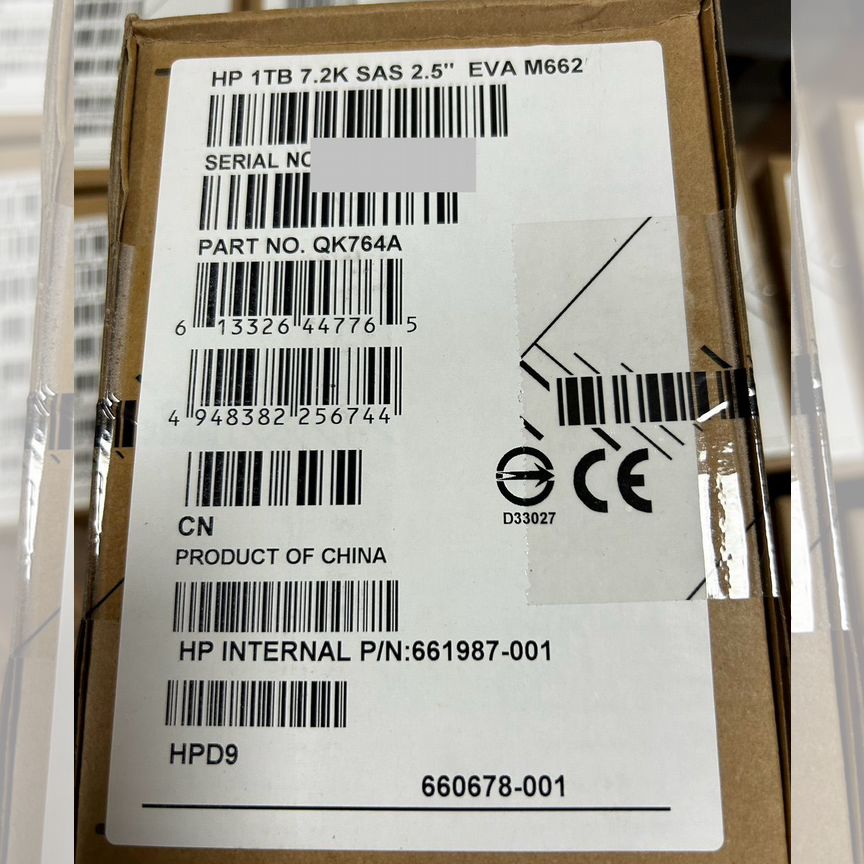 HP 1TB 7.2K SAS 2.5" EVA M662
SERIAL NO
PART NO. QK764A
6 13326 44776 5
4 948382 256744
D33027
CE
CN
PRODUCT OF CHINA
HP INTERNAL P/N:661987-001
HPD9
660678-001